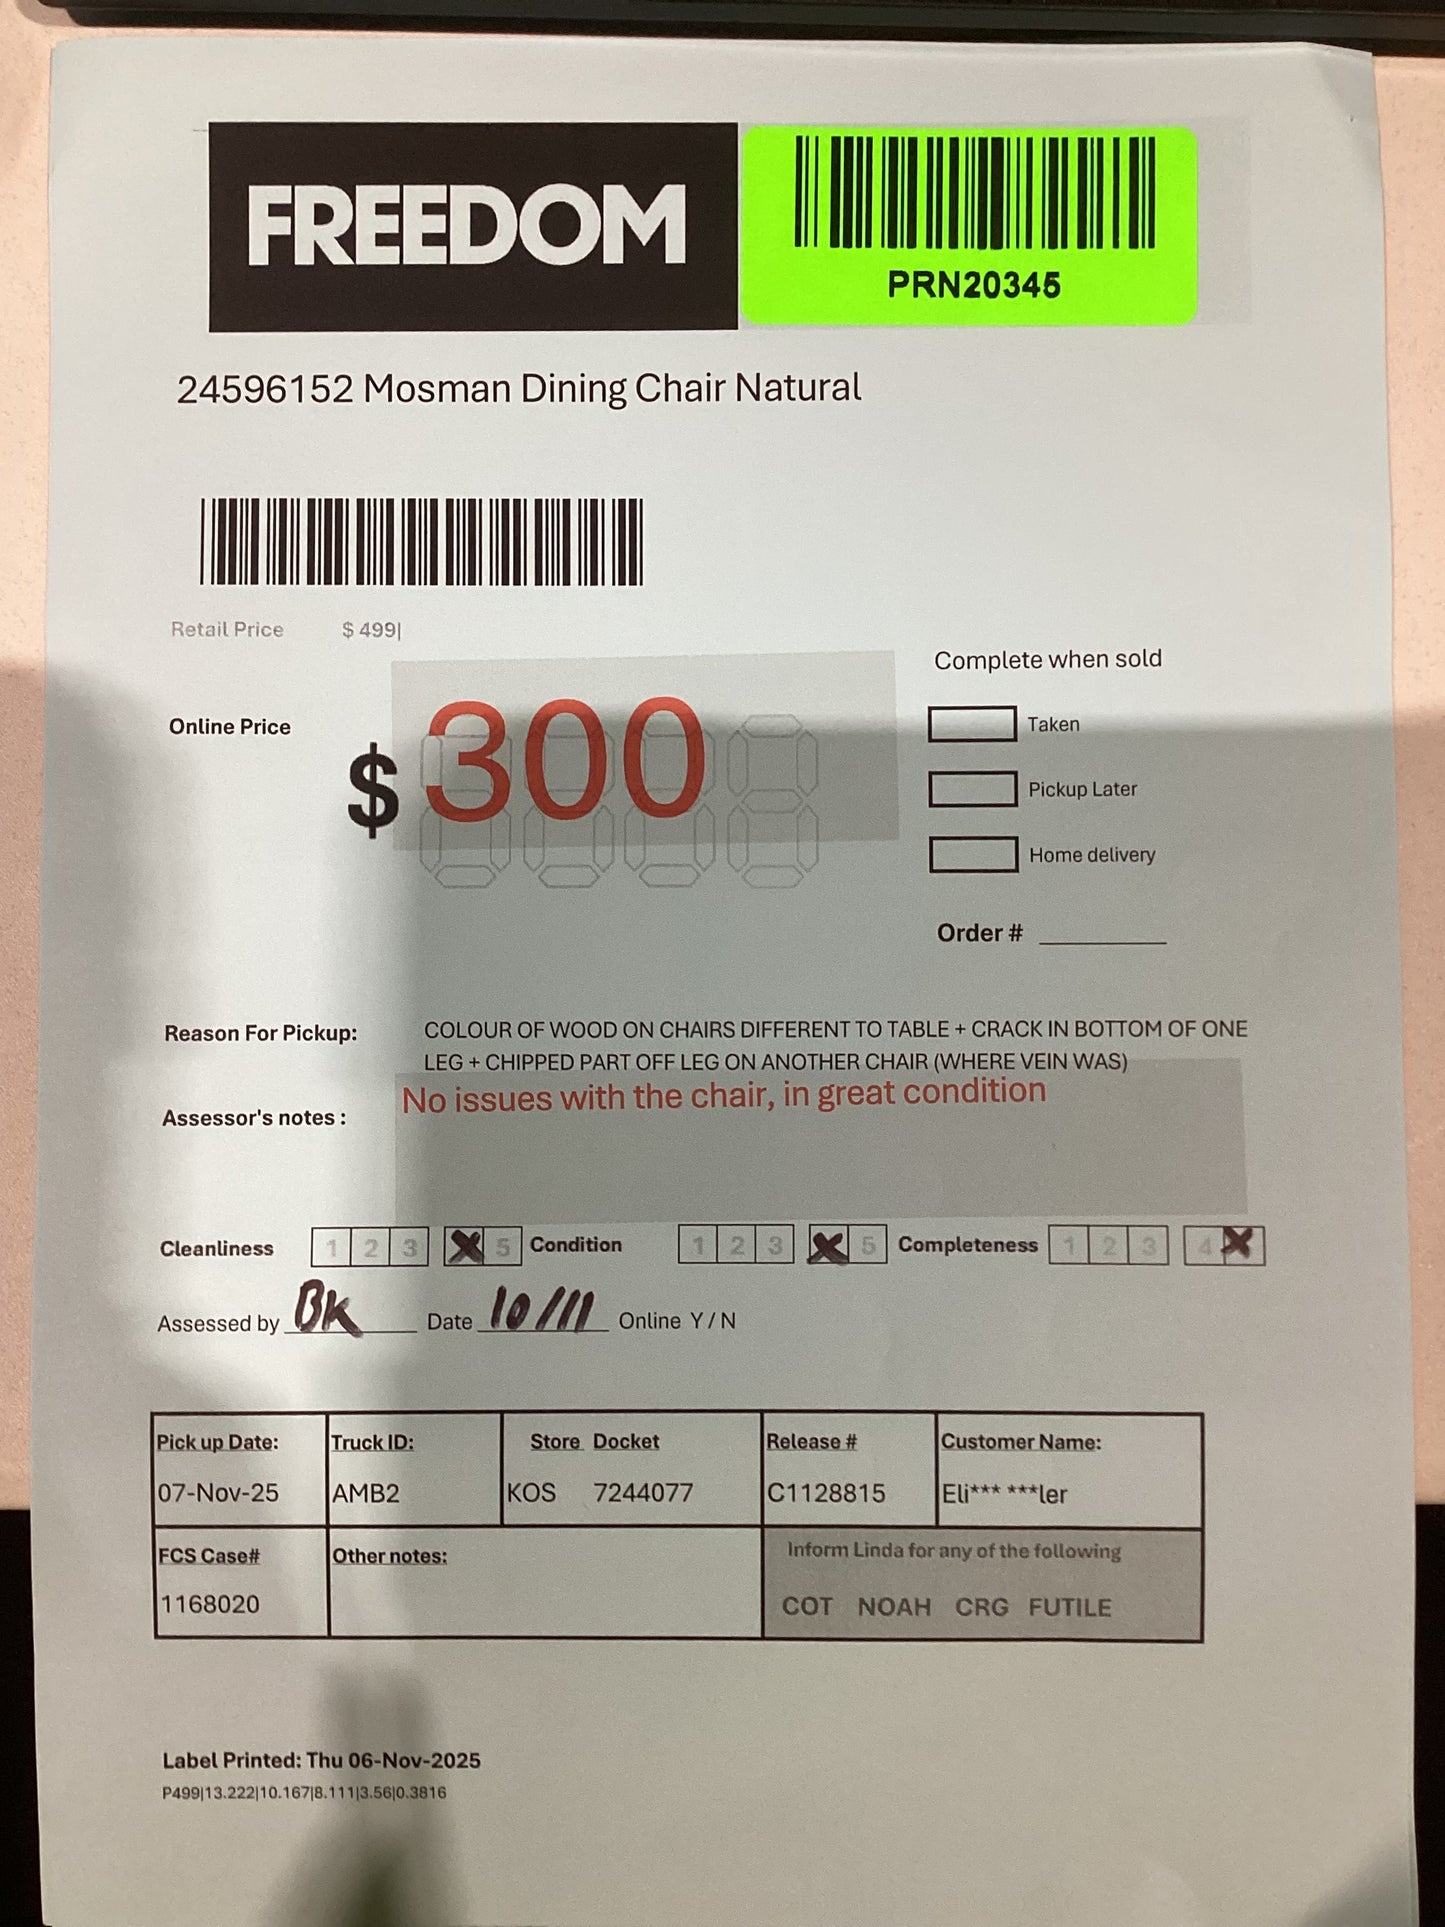 FREEDOM
PRN20345
24596152 Mosman Dining Chair Natural
Retail Price $ 499|
Complete when sold
Online Price $ 300
Taken
Pickup Later
Home delivery
Order # ________
Reason For Pickup: COLOUR OF WOOD ON CHAIRS DIFFERENT TO TABLE + CRACK IN BOTTOM OF ONE
LEG + CHIPPED PART OFF LEG ON ANOTHER CHAIR (WHERE VEIN WAS)
Assessor's notes : No issues with the chair, in great condition
Cleanliness 1 2 3 X 5 Condition 1 2 3 X 5 Completeness 1 2 3 4 X
Assessed by BK Date 10/11 Online Y / N
Pick up Date: Truck ID: Store Docket Release # Customer Name:
07-Nov-25 AMB2 KOS 7244077 C1128815 Eli*** ***ler
FCS Case# Other notes: Inform Linda for any of the following
1168020 COT NOAH CRG FUTILE
Label Printed: Thu 06-Nov-2025
P499|13.222|10.167|8.111|3.56|0.3816